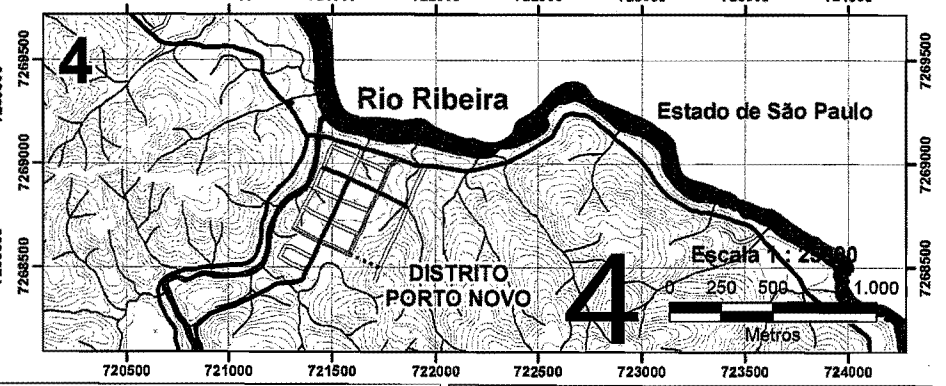 4
Rio Ribeira
Estado de São Paulo
7269500
7269500
7269000
7269000
7268500
7268500
DISTRITO
PORTO NOVO
4
Escala 1 : 25000
0 250 500 1.000
Metros
720500 721000 721500 722000 722500 723000 723500 724000